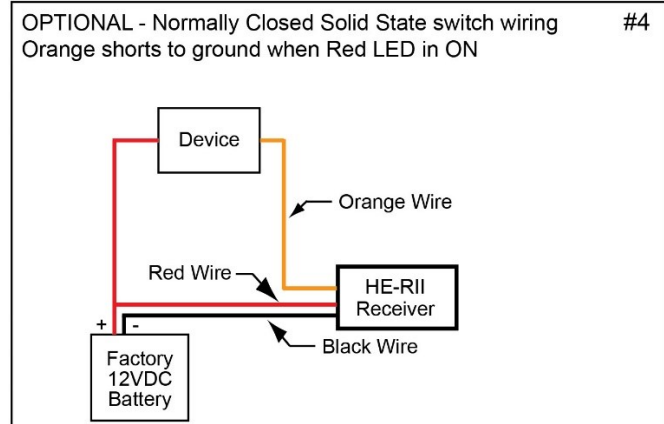 OPTIONAL - Normally Closed Solid State switch wiring #4
Orange shorts to ground when Red LED in ON
Device
Orange Wire
Red Wire
HE-RII
Receiver
+ -
Black Wire
Factory
12VDC
Battery